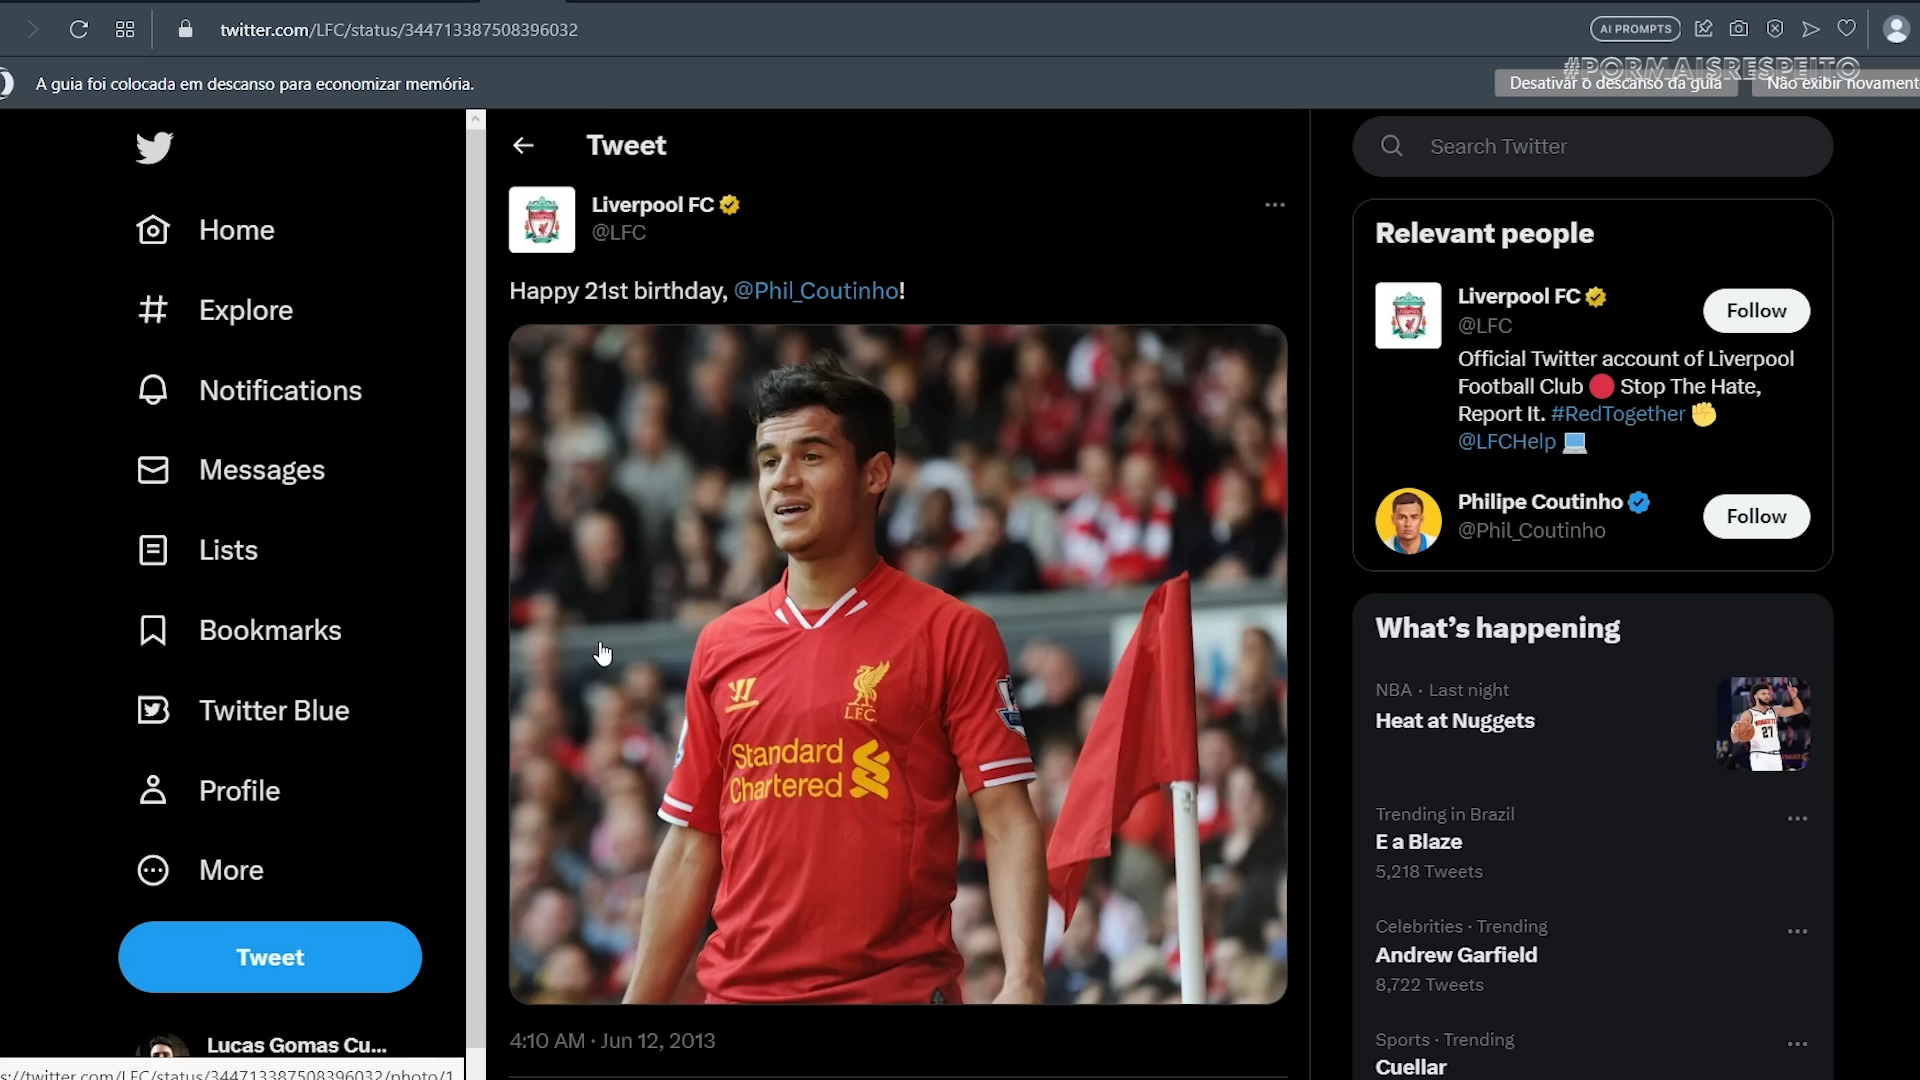 twitter.com/LFC/status/344713387508396032
AI PROMPTS
#PORMAISRESPEITO
A guia foi colocada em descanso para economizar memória.
Desativar o descanso da guia
Não exibir novament
Home
Explore
Notifications
Messages
Lists
Bookmarks
Twitter Blue
Profile
More
Tweet
Lucas Gomas Cu...
s://twitter.com/LFC/status/344713387508396032/photo/1
Tweet
Liverpool FC
@LFC
Happy 21st birthday, @Phil_Coutinho!
L.F.C.
Standard
Chartered
4:10 AM · Jun 12, 2013
Search Twitter
Relevant people
Liverpool FC
@LFC
Follow
Official Twitter account of Liverpool
Football Club 🔴 Stop The Hate,
Report It. #RedTogether ✊
@LFCHelp 💻
Philipe Coutinho
@Phil_Coutinho
Follow
What's happening
NBA · Last night
Heat at Nuggets
27
Trending in Brazil
E a Blaze
5,218 Tweets
Celebrities · Trending
Andrew Garfield
8,722 Tweets
Sports · Trending
Cuellar